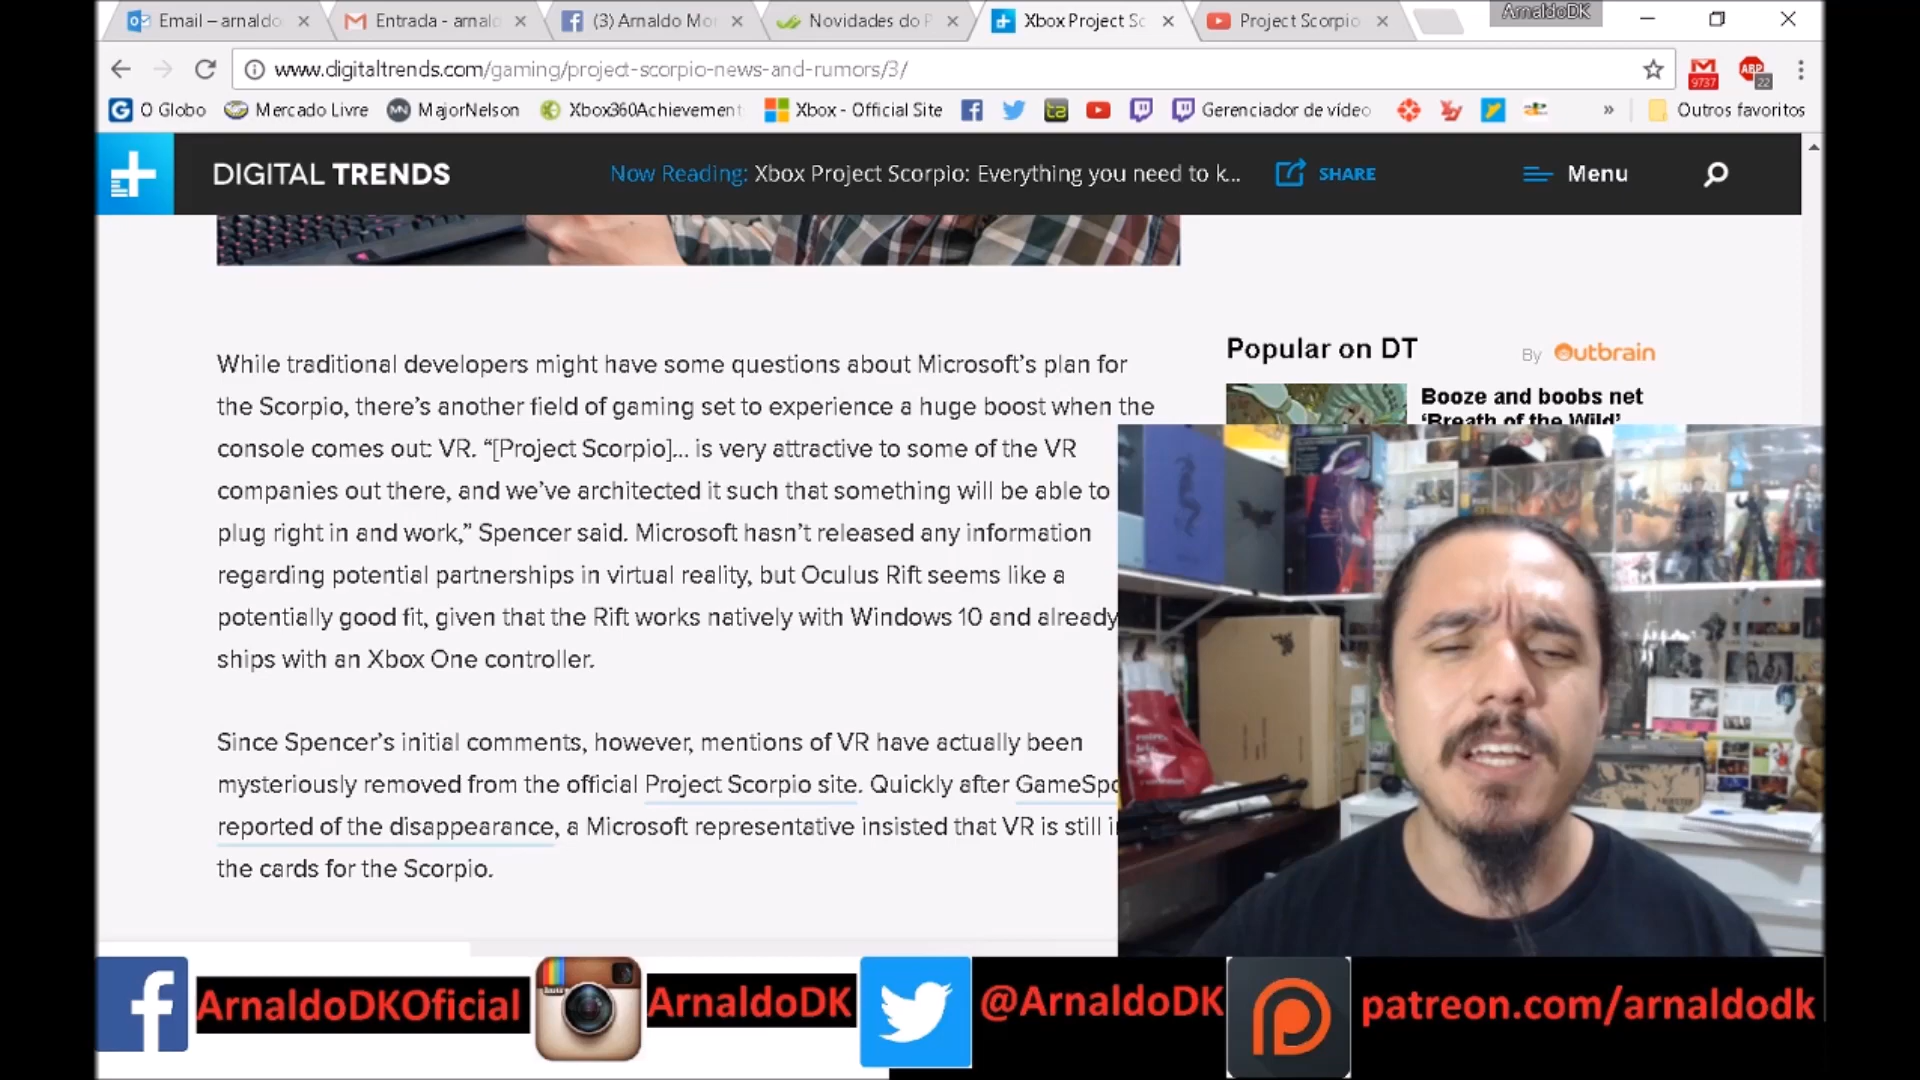 Email – arnaldo
Entrada - arnal
(3) Arnaldo Mo
Novidades do P
Xbox Project Sc
Project Scorpio
ArnaldoDK
www.digitaltrends.com/gaming/project-scorpio-news-and-rumors/3/
9737
ABP
22
O Globo
Mercado Livre
MajorNelson
Xbox360Achievement
Xbox - Official Site
Gerenciador de vídeo
»
Outros favoritos
DIGITAL TRENDS
Now Reading: Xbox Project Scorpio: Everything you need to k...
SHARE
Menu
While traditional developers might have some questions about Microsoft's plan for
the Scorpio, there's another field of gaming set to experience a huge boost when the
console comes out: VR. “[Project Scorpio]... is very attractive to some of the VR
companies out there, and we've architected it such that something will be able to
plug right in and work,” Spencer said. Microsoft hasn't released any information
regarding potential partnerships in virtual reality, but Oculus Rift seems like a
potentially good fit, given that the Rift works natively with Windows 10 and already
ships with an Xbox One controller.
Since Spencer's initial comments, however, mentions of VR have actually been
mysteriously removed from the official Project Scorpio site. Quickly after GameSpo
reported of the disappearance, a Microsoft representative insisted that VR is still i
the cards for the Scorpio.
Popular on DT
By Outbrain
Booze and boobs net
‘Breath of the Wild’
ArnaldoDKOficial
ArnaldoDK
@ArnaldoDK
patreon.com/arnaldodk